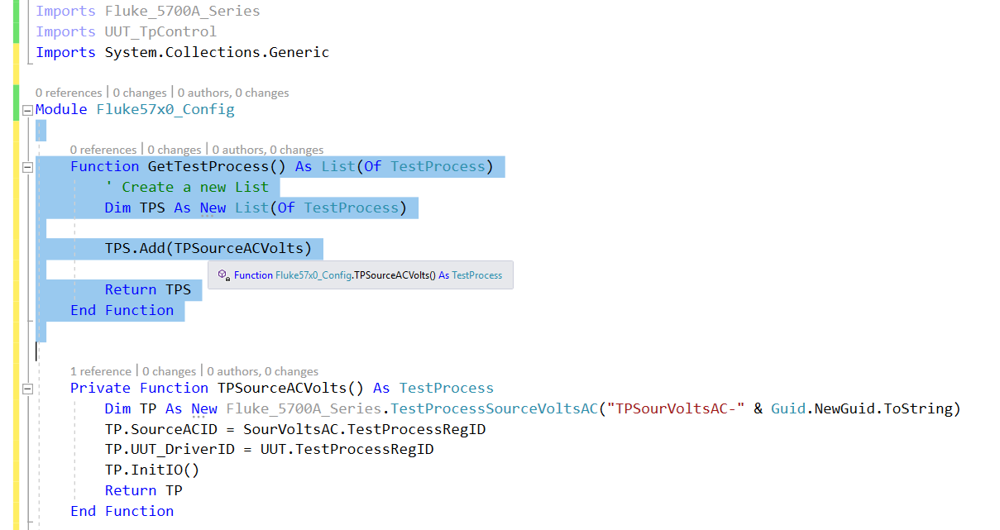 Imports Fluke_5700A_Series
Imports UUT_TpControl
Imports System.Collections.Generic
0 references | 0 changes | 0 authors, 0 changes
Module Fluke57x0_Config
0 references | 0 changes | 0 authors, 0 changes
Function GetTestProcess() As List(Of TestProcess)
' Create a new List
Dim TPS As New List(Of TestProcess)
TPS.Add(TPSourceACVolts)
Function Fluke57x0_Config.TPSourceACVolts() As TestProcess
Return TPS
End Function
1 reference | 0 changes | 0 authors, 0 changes
Private Function TPSourceACVolts() As TestProcess
Dim TP As New Fluke_5700A_Series.TestProcessSourceVoltsAC("TPSourVoltsAC-" & Guid.NewGuid.ToString)
TP.SourceACID = SourVoltsAC.TestProcessRegID
TP.UUT_DriverID = UUT.TestProcessRegID
TP.InitIO()
Return TP
End Function